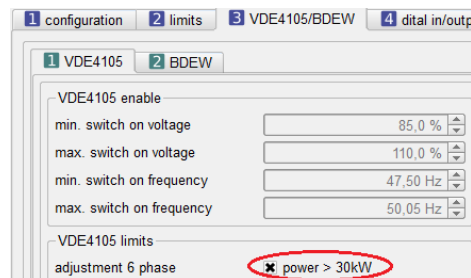 1 configuration 2 limits 3 VDE4105/BDEW 4 dital in/outp
1 VDE4105 2 BDEW
VDE4105 enable
min. switch on voltage 85,0 %
max. switch on voltage 110,0 %
min. switch on frequency 47,50 Hz
max. switch on frequency 50,05 Hz
VDE4105 limits
adjustment 6 phase power > 30kW